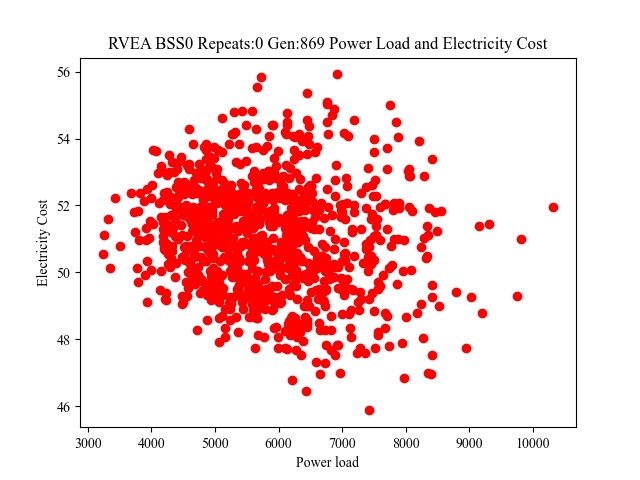 RVEA BSS0 Repeats:0 Gen:869 Power Load and Electricity Cost
56
54
52
50
48
46
Electricity Cost
3000 4000 5000 6000 7000 8000 9000 10000
Power load